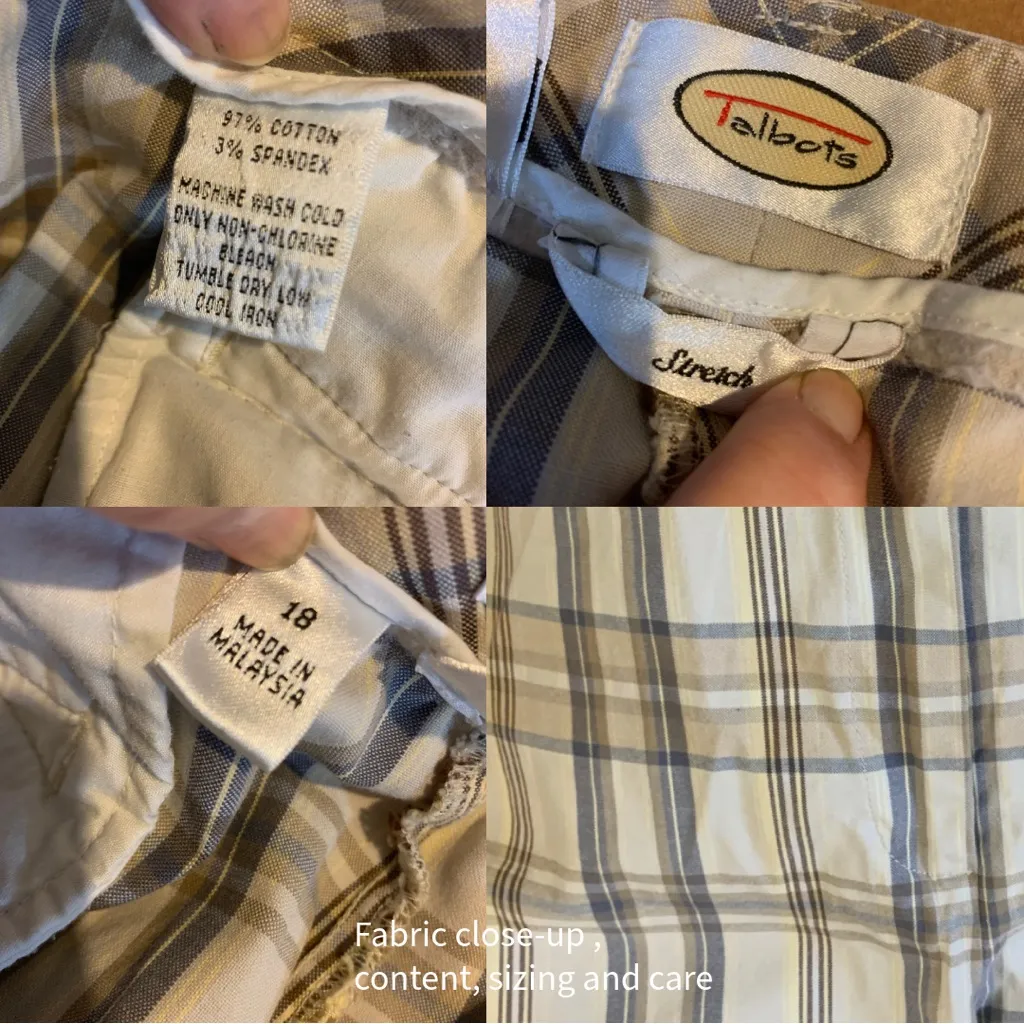 97% COTTON
3% SPANDEX
MACHINE WASH COLD
ONLY NON-CHLORINE
BLEACH
TUMBLE DRY LOW
COOL IRON
Talbots
Stretch
18
MADE IN
MALAYSIA
Fabric close-up ,
content, sizing and care